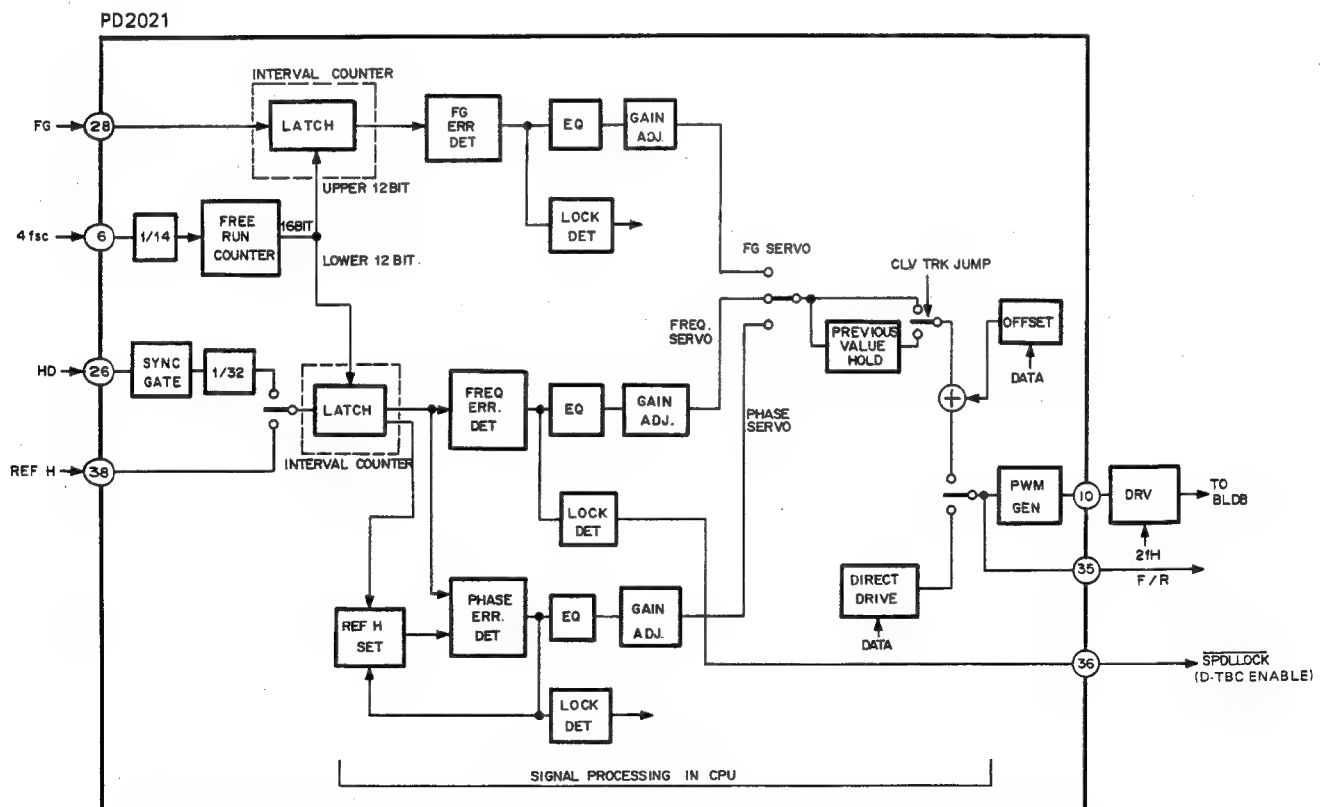 PD2021
INTERVAL COUNTER
FG
28
LATCH
FG
ERR
DET
EQ
GAIN
ADJ.
UPPER 12BIT
4fsc
6
1/14
FREE
RUN
COUNTER
16BIT
LOCK
DET
LOWER 12 BIT.
FG SERVO
CLV TRK JUMP
FREQ.
SERVO
PREVIOUS
VALUE
HOLD
OFFSET
DATA
HD
26
SYNC
GATE
1/32
LATCH
FREQ
ERR.
DET
EQ
GAIN
ADJ.
PHASE
SERVO
INTERVAL COUNTER
REF H
38
PWM
GEN
10
DRV
TO
BLDB
2fH
LOCK
DET
35
F/R
DIRECT
DRIVE
DATA
REF H
SET
PHASE
ERR.
DET
EQ
GAIN
ADJ.
36
SPDLLOCK
(D-TBC ENABLE)
LOCK
DET
SIGNAL PROCESSING IN CPU